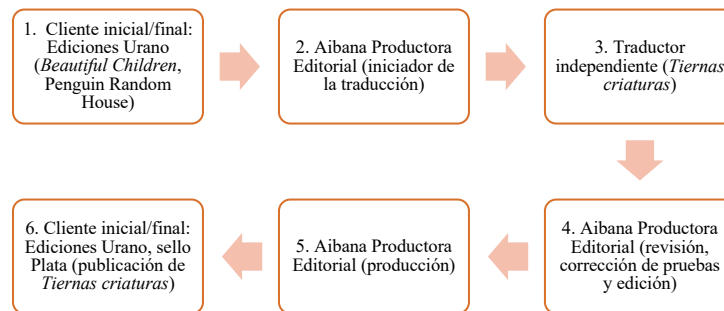 1. Cliente inicial/final:
Ediciones Urano
(Beautiful Children,
Penguin Random
House)
2. Aibana Productora
Editorial (iniciador de
la traducción)
3. Traductor
independiente (Tiernas
criaturas)
4. Aibana Productora
Editorial (revisión,
corrección de pruebas
y edición)
5. Aibana Productora
Editorial (producción)
6. Cliente inicial/final:
Ediciones Urano, sello
Plata (publicación de
Tiernas criaturas)